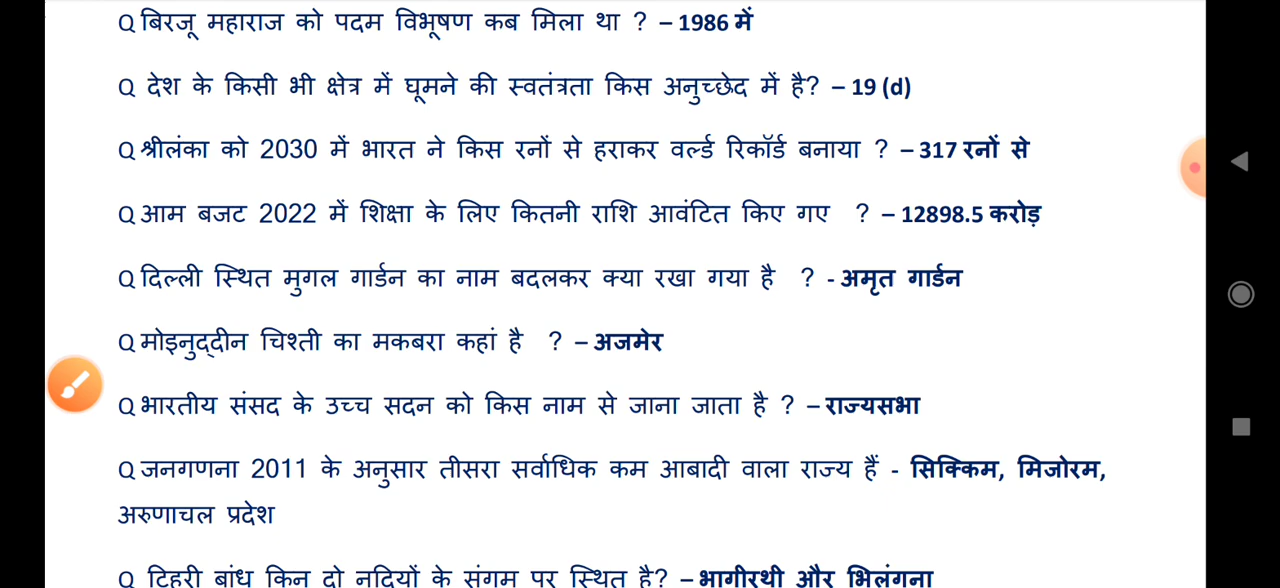 Q बिरजू महाराज को पदम विभूषण कब मिला था ? – 1986 में
Q देश के किसी भी क्षेत्र में घूमने की स्वतंत्रता किस अनुच्छेद में है? – 19 (d)
Q श्रीलंका को 2030 में भारत ने किस रनों से हराकर वर्ल्ड रिकॉर्ड बनाया ? – 317 रनों से
Q आम बजट 2022 में शिक्षा के लिए कितनी राशि आवंटित किए गए ? – 12898.5 करोड़
Q दिल्ली स्थित मुगल गार्डन का नाम बदलकर क्या रखा गया है ? - अमृत गार्डन
Q मोइनुद्दीन चिश्ती का मकबरा कहां है ? – अजमेर
Q भारतीय संसद के उच्च सदन को किस नाम से जाना जाता है ? – राज्यसभा
Q जनगणना 2011 के अनुसार तीसरा सर्वाधिक कम आबादी वाला राज्य हैं - सिक्किम, मिजोरम,
अरुणाचल प्रदेश
Q टिहरी बांध किन दो नदियों के संगम पर स्थित है? – भागीरथी और भिलंगना